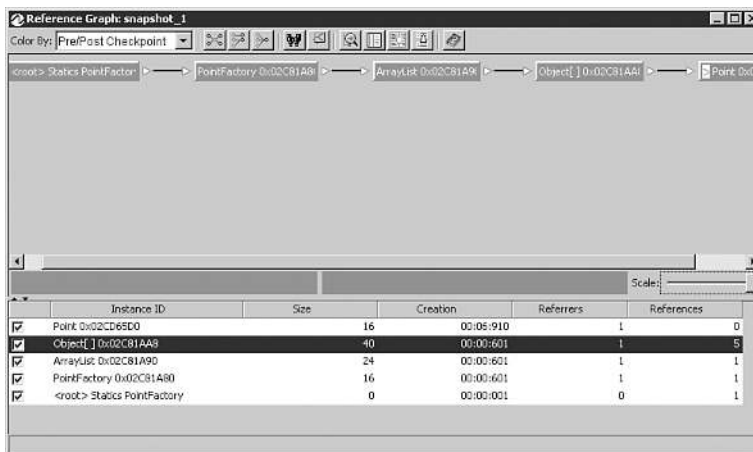 Reference Graph: snapshot_1
Color By: Pre/Post Checkpoint
<root> Statics PointFactor
PointFactory 0x02C81A8
ArrayList 0x02C81A9
Object[ ] 0x02C81AA
Point 0x0
Scale:
Instance ID Size Creation Referrers References
Point 0x02CD65D0 16 00:06:910 1 0
Object[ ] 0x02C81AA8 40 00:00:601 1 5
ArrayList 0x02C81A90 24 00:00:601 1 1
PointFactory 0x02C81A80 16 00:00:601 1 1
<root> Statics PointFactory 0 00:00:001 0 1